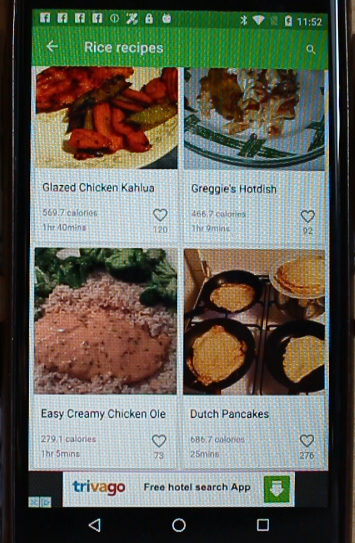 11:52
Rice recipes
Glazed Chicken Kahlua
569.7 calories
1hr 40mins
120
Greggie's Hotdish
466.7 calories
1hr 9mins
92
Easy Creamy Chicken Ole
279.1 calories
1hr 5mins
73
Dutch Pancakes
686.7 calories
25mins
276
trivago
Free hotel search App